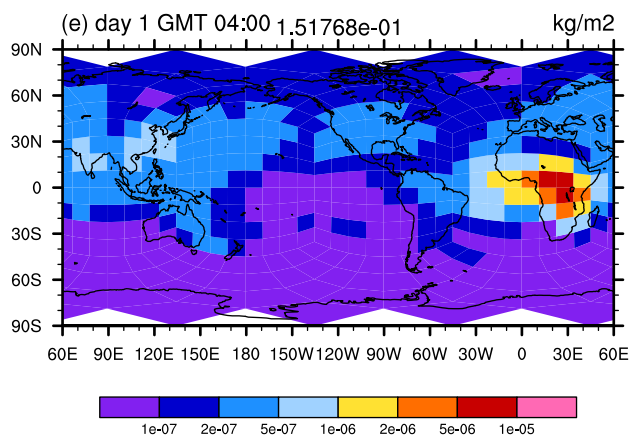 (e) day 1 GMT 04:00 1.51768e-01 kg/m2
90N
60N
30N
0
30S
60S
90S
60E 90E 120E 150E 180 150W 120W 90W 60W 30W 0 30E 60E
1e-07 2e-07 5e-07 1e-06 2e-06 5e-06 1e-05